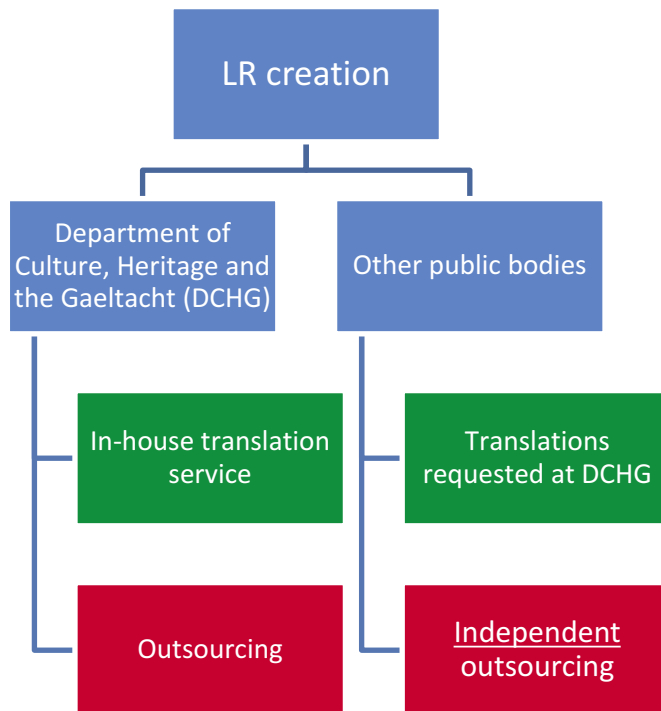 LR creation
Department of
Culture, Heritage and
the Gaeltacht (DCHG)
Other public bodies
In-house translation
service
Translations
requested at DCHG
Outsourcing
Independent
outsourcing